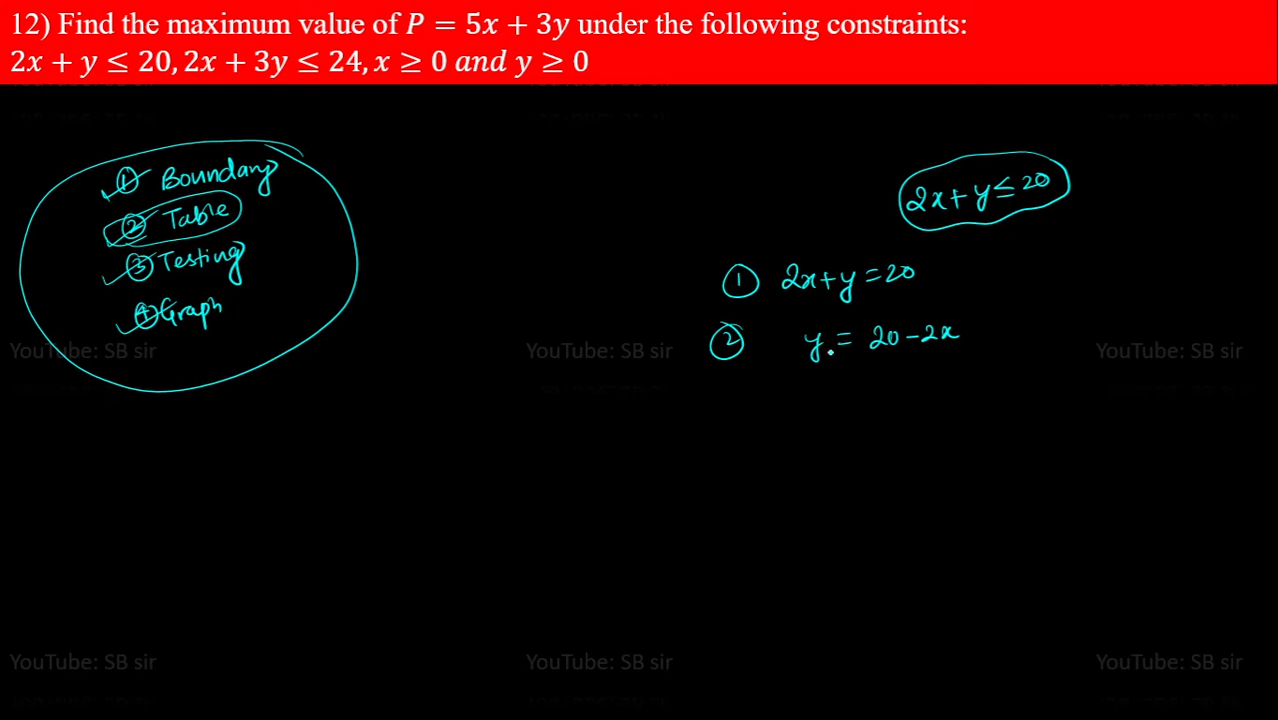 12) Find the maximum value of P = 5x + 3y under the following constraints:
2x + y ≤ 20, 2x + 3y ≤ 24, x ≥ 0 and y ≥ 0
① Boundary
② Table
③ Testing
④ Graph
2x + y ≤ 20
① 2x + y = 20
② y = 20 - 2x
YouTube: SB sir
YouTube: SB sir
YouTube: SB sir
YouTube: SB sir
YouTube: SB sir
YouTube: SB sir